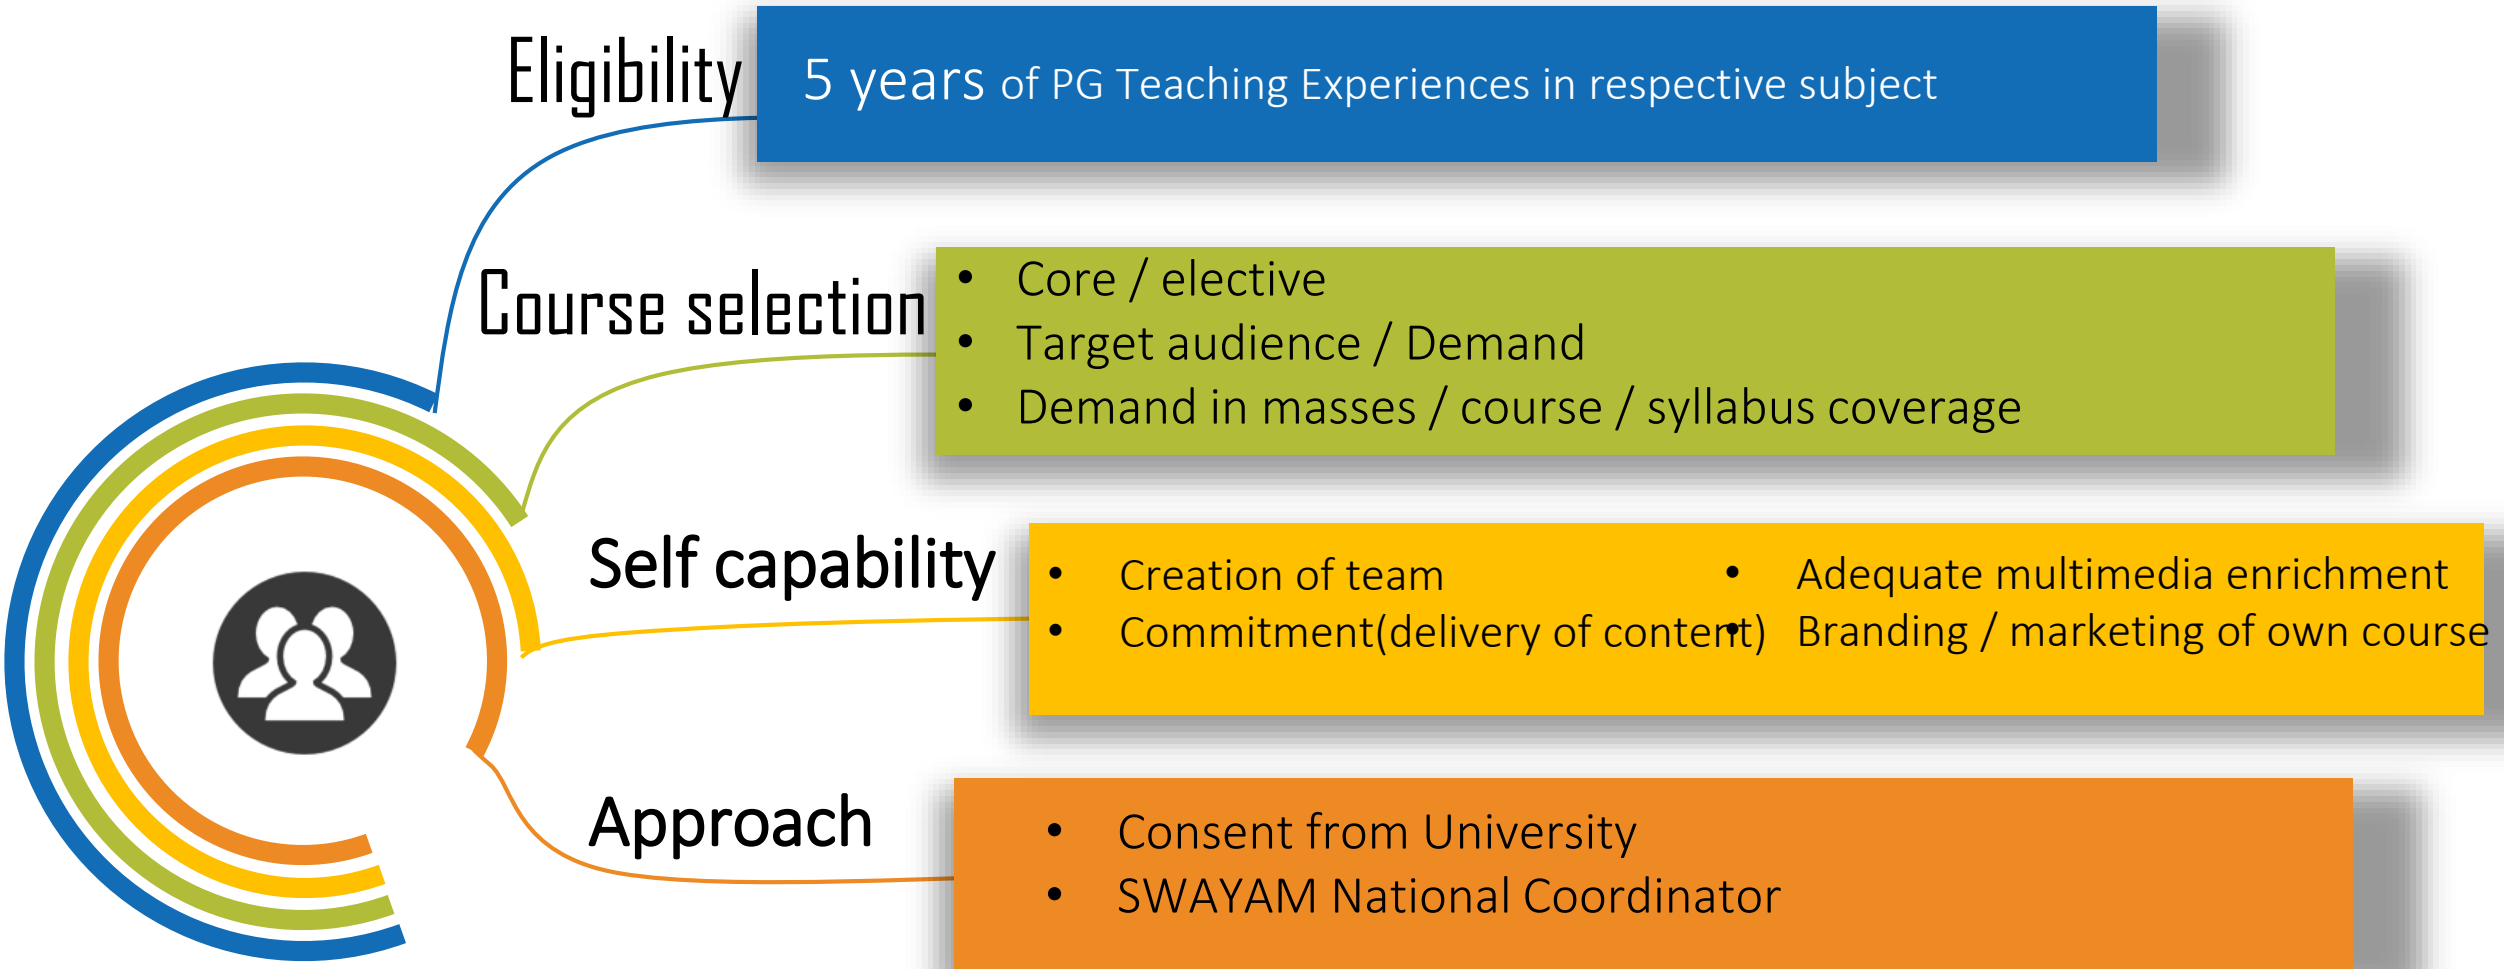 Eligibility
5 years of PG Teaching Experiences in respective subject
Course selection
• Core / elective
• Target audience / Demand
• Demand in masses / course / syllabus coverage
Self capability
• Creation of team
• Commitment(delivery of content)
• Adequate multimedia enrichment
• Branding / marketing of own course
Approach
• Consent from University
• SWAYAM National Coordinator